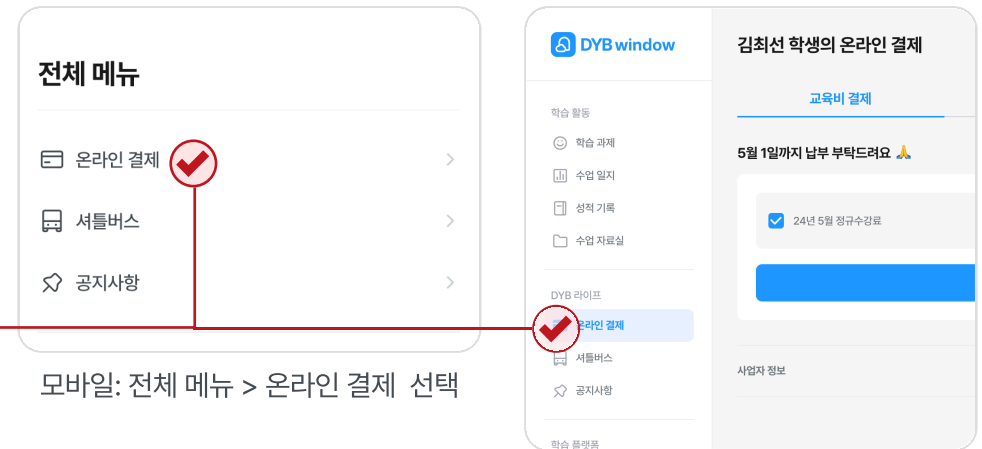 전체 메뉴
온라인 결제
셔틀버스
공지사항
모바일: 전체 메뉴 > 온라인 결제 선택
DYB window
학습 활동
학습 과제
수업 일지
성적 기록
수업 자료실
DYB 라이프
온라인 결제
셔틀버스
공지사항
학습 플랫폼
김최선 학생의 온라인 결제
교육비 결제
5월 1일까지 납부 부탁드려요 🙏
24년 5월 정규수강료
사업자 정보